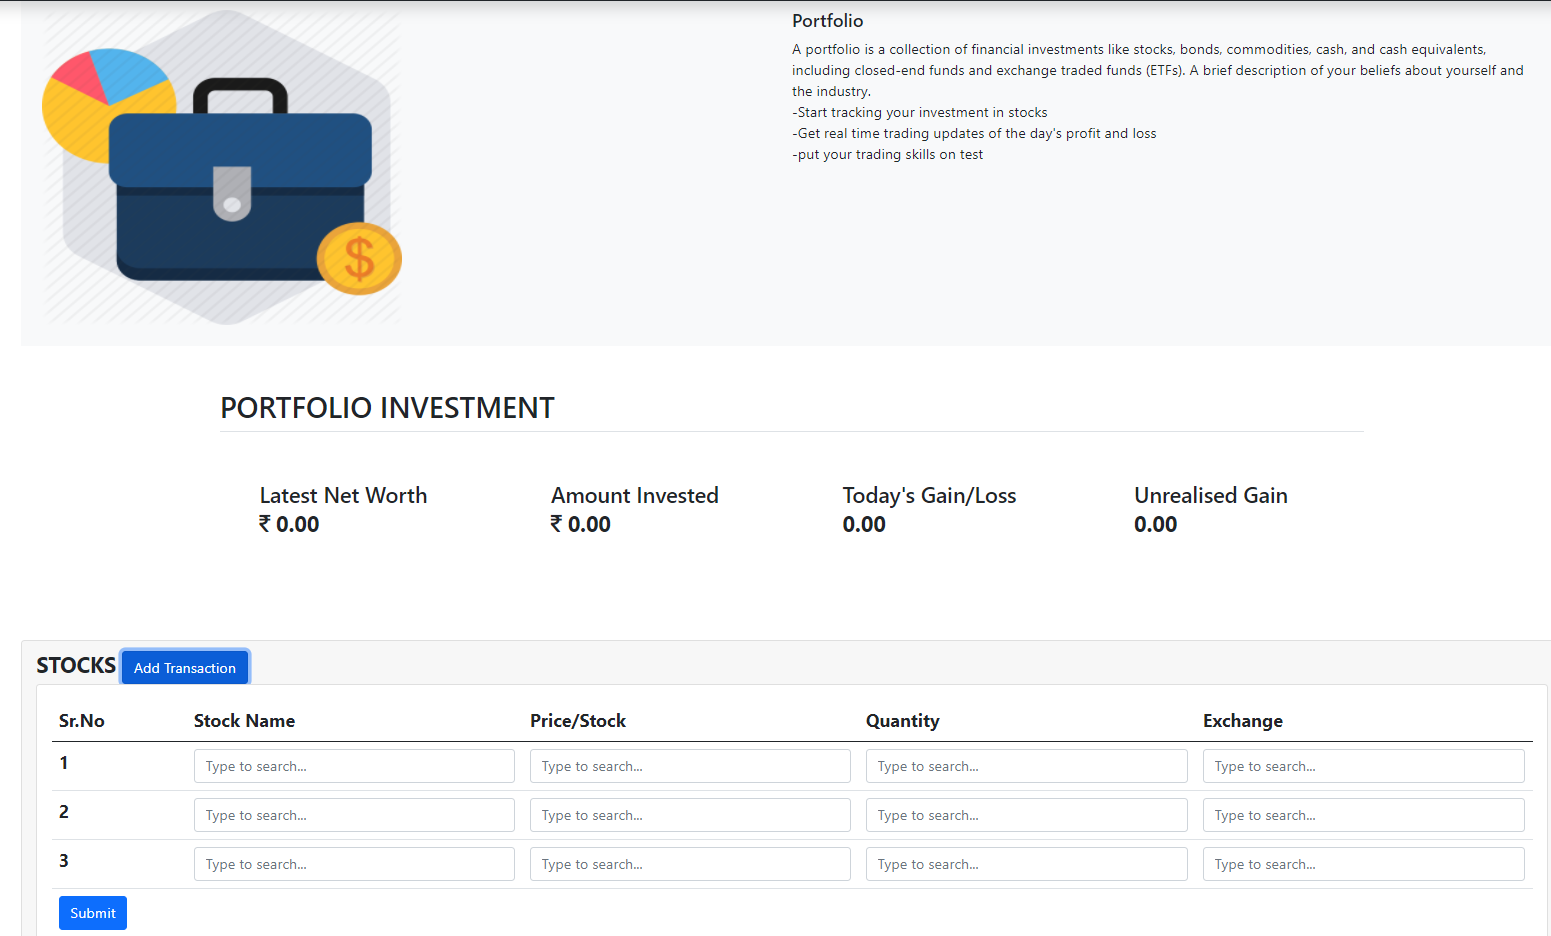 Portfolio
A portfolio is a collection of financial investments like stocks, bonds, commodities, cash, and cash equivalents,
including closed-end funds and exchange traded funds (ETFs). A brief description of your beliefs about yourself and
the industry.
-Start tracking your investment in stocks
-Get real time trading updates of the day's profit and loss
-put your trading skills on test
$
PORTFOLIO INVESTMENT
Latest Net Worth Amount Invested Today's Gain/Loss Unrealised Gain
₹ 0.00 ₹ 0.00 0.00 0.00
STOCKS Add Transaction
Sr.No Stock Name Price/Stock Quantity Exchange
1 Type to search... Type to search... Type to search... Type to search...
2 Type to search... Type to search... Type to search... Type to search...
3 Type to search... Type to search... Type to search... Type to search...
Submit